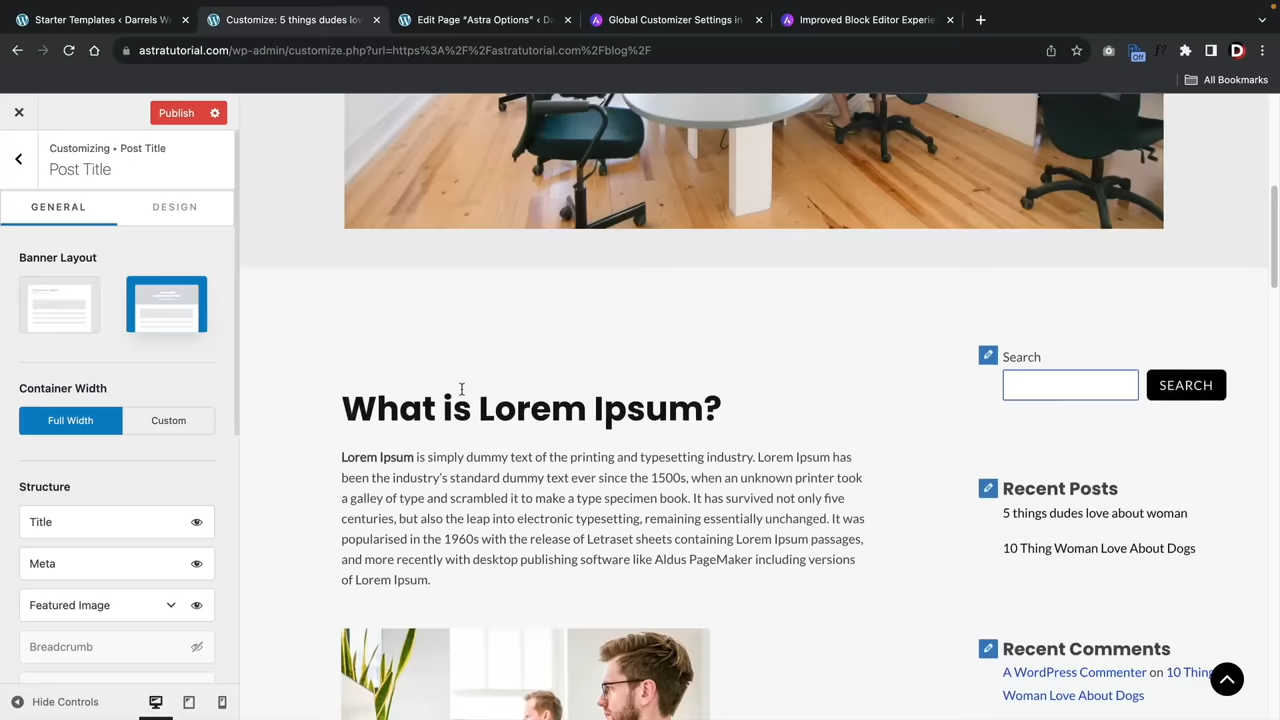 Starter Templates ‹ Darrels W
Customize: 5 things dudes lov
Edit Page “Astra Options” ‹ Da
Global Customizer Settings in
Improved Block Editor Experie
astratutorial.com/wp-admin/customize.php?url=https%3A%2F%2Fastratutorial.com%2Fblog%2F
f?
Off
D
All Bookmarks
Publish
Customizing • Post Title
Post Title
GENERAL
DESIGN
Banner Layout
Container Width
Full Width
Custom
Structure
Title
Meta
Featured Image
Breadcrumb
Hide Controls
What is Lorem Ipsum?
Lorem Ipsum is simply dummy text of the printing and typesetting industry. Lorem Ipsum has
been the industry’s standard dummy text ever since the 1500s, when an unknown printer took
a galley of type and scrambled it to make a type specimen book. It has survived not only five
centuries, but also the leap into electronic typesetting, remaining essentially unchanged. It was
popularised in the 1960s with the release of Letraset sheets containing Lorem Ipsum passages,
and more recently with desktop publishing software like Aldus PageMaker including versions
of Lorem Ipsum.
Search
SEARCH
Recent Posts
5 things dudes love about woman
10 Thing Woman Love About Dogs
Recent Comments
A WordPress Commenter on 10 Thing
Woman Love About Dogs